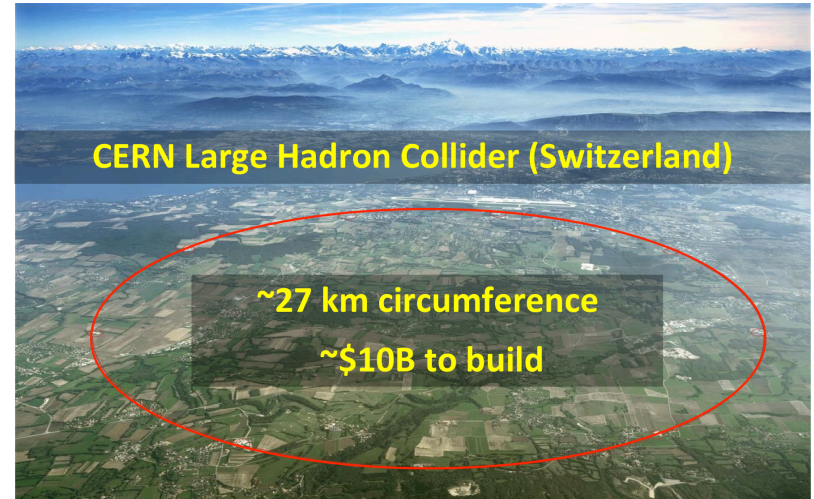 CERN Large Hadron Collider (Switzerland)
~27 km circumference
~$10B to build